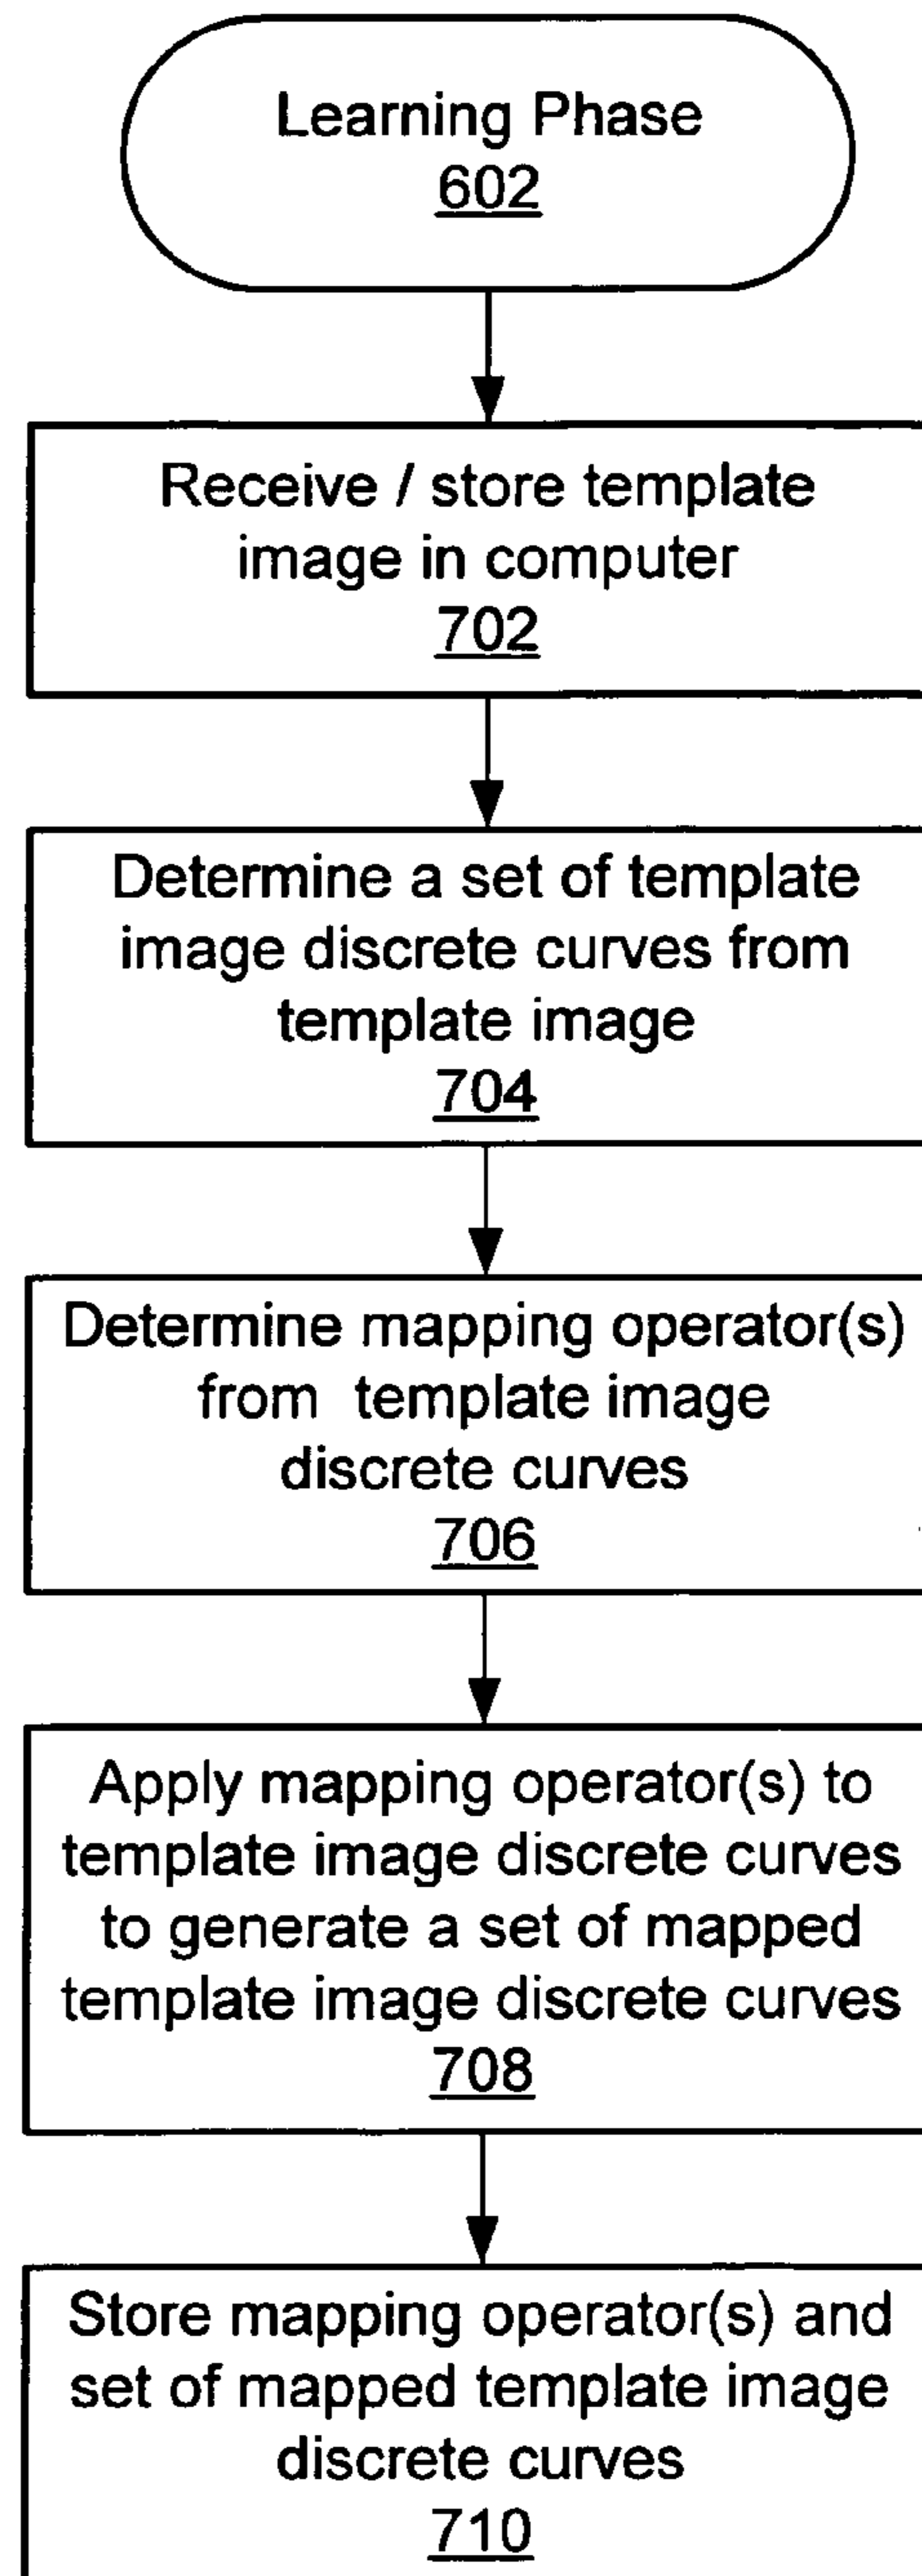 Learning Phase
602
Receive / store template
image in computer
702
Determine a set of template
image discrete curves from
template image
704
Determine mapping operator(s)
from template image
discrete curves
706
Apply mapping operator(s) to
template image discrete curves
to generate a set of mapped
template image discrete curves
708
Store mapping operator(s) and
set of mapped template image
discrete curves
710